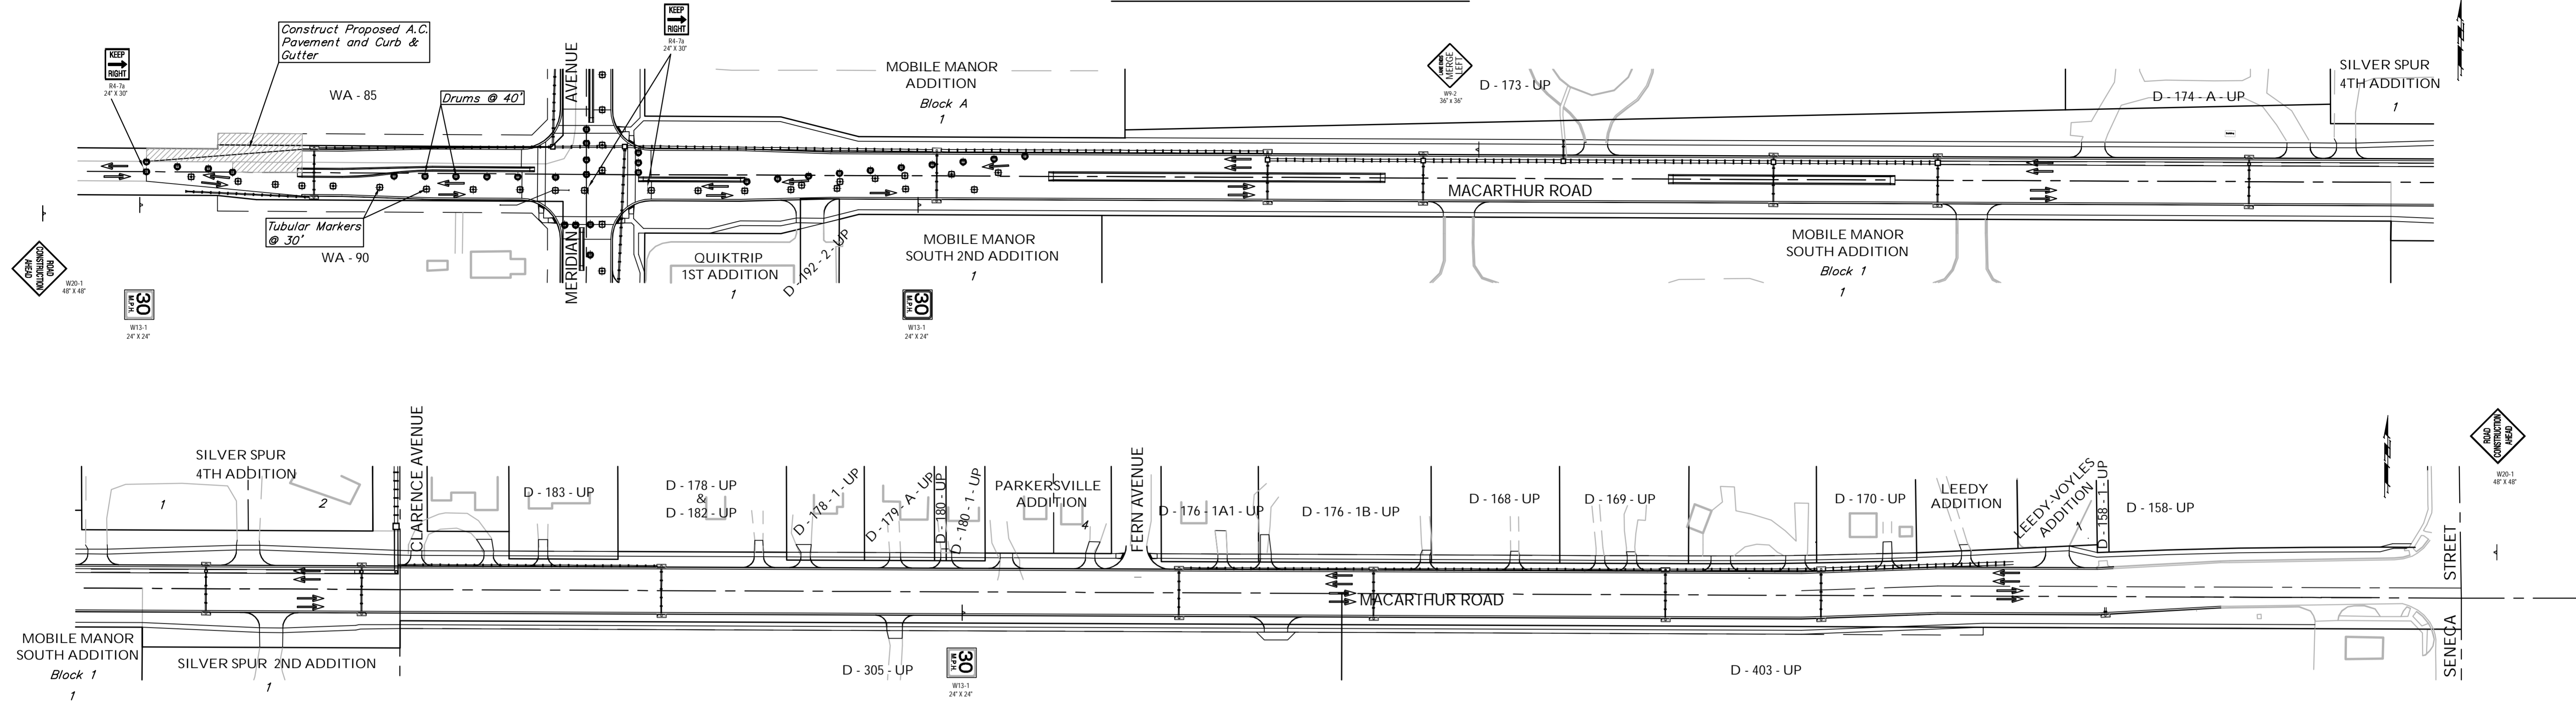 KEEP
RIGHT
R4-7a
24" X 30"
Construct Proposed A.C.
Pavement and Curb &
Gutter
WA - 85
Drums @ 40'
MERIDIAN AVENUE
KEEP
RIGHT
R4-7a
24" X 30"
MOBILE MANOR
ADDITION
Block A
1
LANE ENDS
MERGE
LEFT
W9-2
36" x 36"
D - 173 - UP
D - 174 - A - UP
SILVER SPUR
4TH ADDITION
1
MACARTHUR ROAD
Tubular Markers
@ 30'
WA - 90
ROAD
CONSTRUCTION
AHEAD
W20-1
48" X 48"
30
M.P.H.
W13-1
24" X 24"
QUIKTRIP
1ST ADDITION
1
D - 192 - 2 - UP
MOBILE MANOR
SOUTH 2ND ADDITION
1
30
M.P.H.
W13-1
24" X 24"
MOBILE MANOR
SOUTH ADDITION
Block 1
1
SILVER SPUR
4TH ADDITION
1
2
CLARENCE AVENUE
D - 183 - UP
D - 178 - UP
&
D - 182 - UP
D - 178 - 1 - UP
D - 179 - A - UP
D - 180 - UP
D - 180 - 1 - UP
PARKERSVILLE
ADDITION
4
FERN AVENUE
D - 176 - 1A1 - UP
D - 176 - 1B - UP
D - 168 - UP
D - 169 - UP
D - 170 - UP
LEEDY
ADDITION
LEEDY-VOYLES
ADDITION
1
D - 158 - 1 - UP
D - 158- UP
ROAD
CONSTRUCTION
AHEAD
W20-1
48" X 48"
SENECA STREET
MACARTHUR ROAD
MOBILE MANOR
SOUTH ADDITION
Block 1
1
SILVER SPUR 2ND ADDITION
1
D - 305 - UP
30
M.P.H.
W13-1
24" X 24"
D - 403 - UP